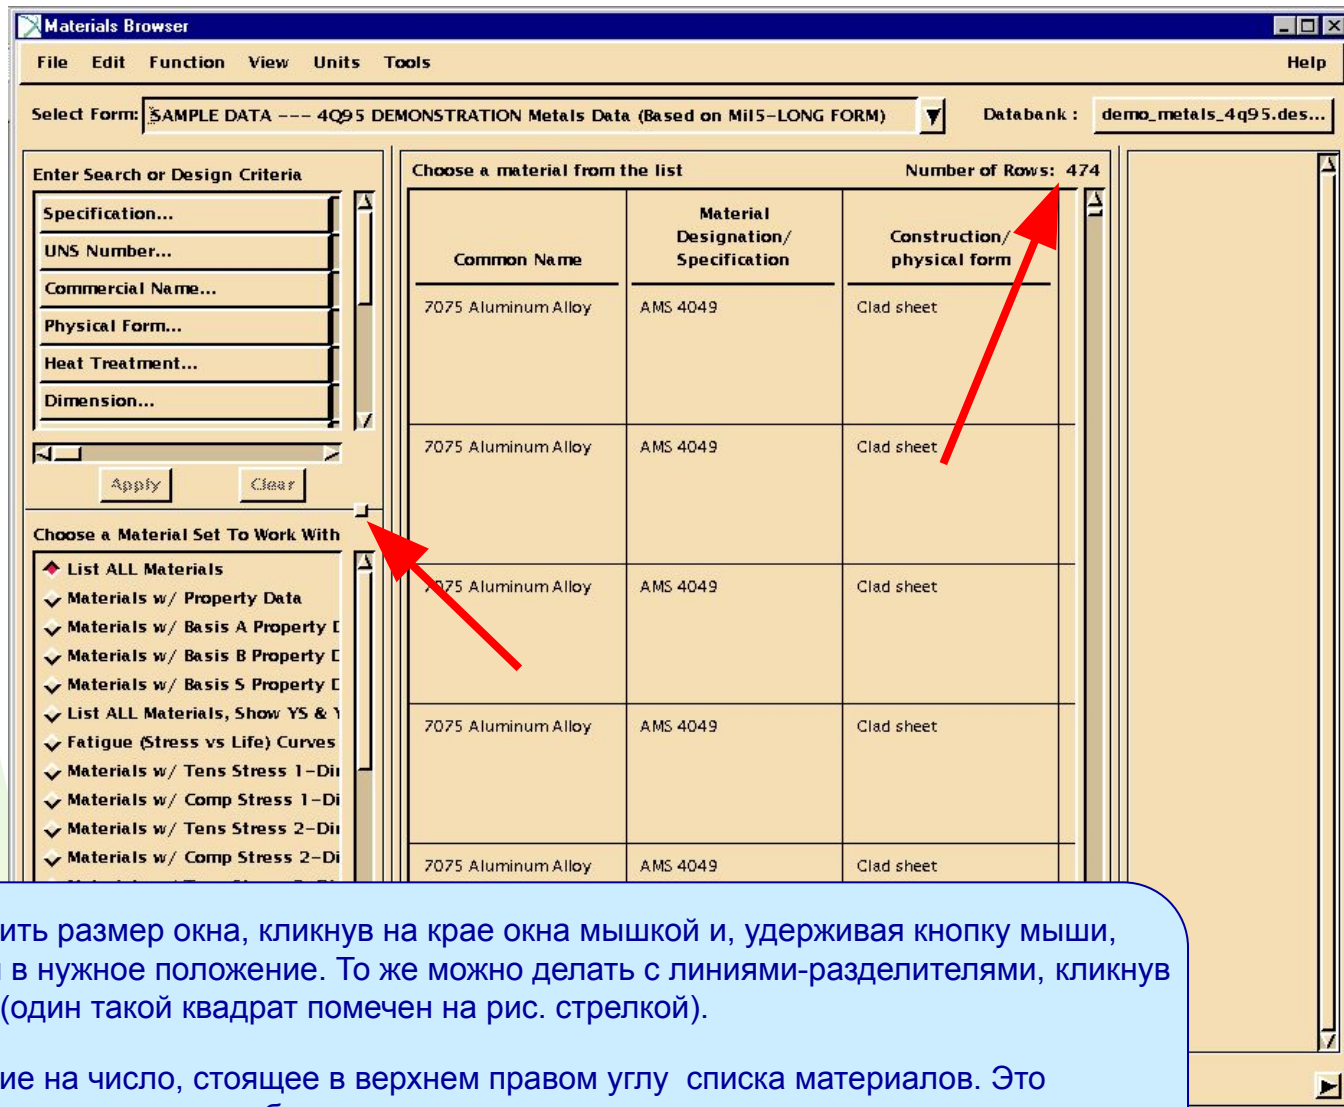 Materials Browser
File Edit Function View Units Tools Help
Select Form: SAMPLE DATA --- 4Q95 DEMONSTRATION Metals Data (Based on Mil5-LONG FORM) Databank : demo_metals_4q95.des...
Enter Search or Design Criteria
Specification...
UNS Number...
Commercial Name...
Physical Form...
Heat Treatment...
Dimension...
Apply Clear
Choose a Material Set To Work With
List ALL Materials
Materials w/ Property Data
Materials w/ Basis A Property D
Materials w/ Basis B Property D
Materials w/ Basis S Property D
List ALL Materials, Show YS &
Fatigue (Stress vs Life) Curves
Materials w/ Tens Stress 1-Dir
Materials w/ Comp Stress 1-Di
Materials w/ Tens Stress 2-Dir
Materials w/ Comp Stress 2-Di
Choose a material from the list Number of Rows: 474
Common Name
Material Designation/ Specification
Construction/ physical form
7075 Aluminum Alloy AMS 4049 Clad sheet
7075 Aluminum Alloy AMS 4049 Clad sheet
7075 Aluminum Alloy AMS 4049 Clad sheet
7075 Aluminum Alloy AMS 4049 Clad sheet
7075 Aluminum Alloy AMS 4049 Clad sheet
ить размер окна, кликнув на крае окна мышкой и, удерживая кнопку мыши,
в нужное положение. То же можно делать с линиями-разделителями, кликнув
(один такой квадрат помечен на рис. стрелкой).
ие на число, стоящее в верхнем правом углу списка материалов. Это